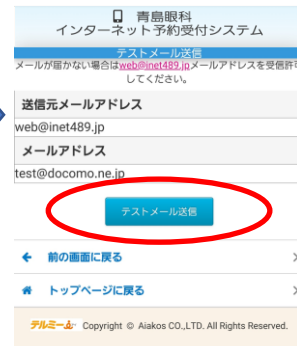 青島眼科
インターネット予約受付システム
テストメール送信
メールが届かない場合はweb@inet489.jpメールアドレスを受信許可
してください。
送信元メールアドレス
web@inet489.jp
メールアドレス
test@docomo.ne.jp
テストメール送信
前の画面に戻る
トップページに戻る
テルミーα Copyright © Aiakos CO.,LTD. All Rights Reserved.